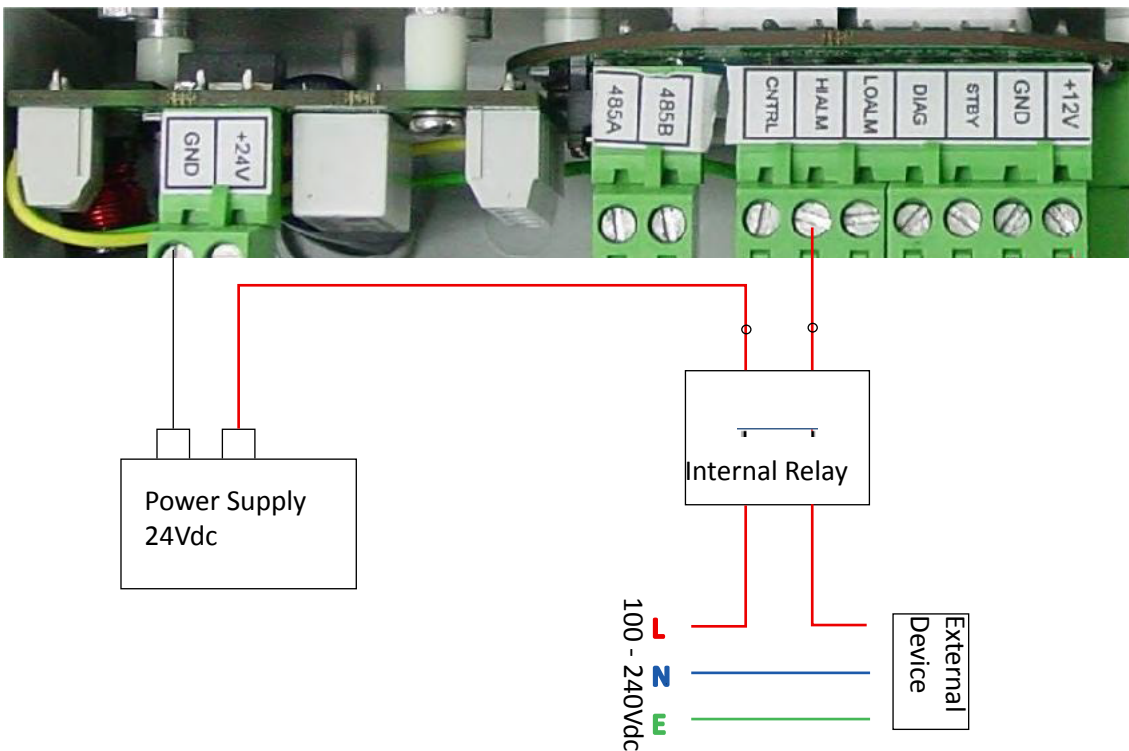 GND
+24V
485A
485B
CNTRL
HIALM
LOALM
DIAG
STBY
GND
+12V
Internal Relay
Power Supply
24Vdc
100 - 240Vdc
L
N
E
External
Device